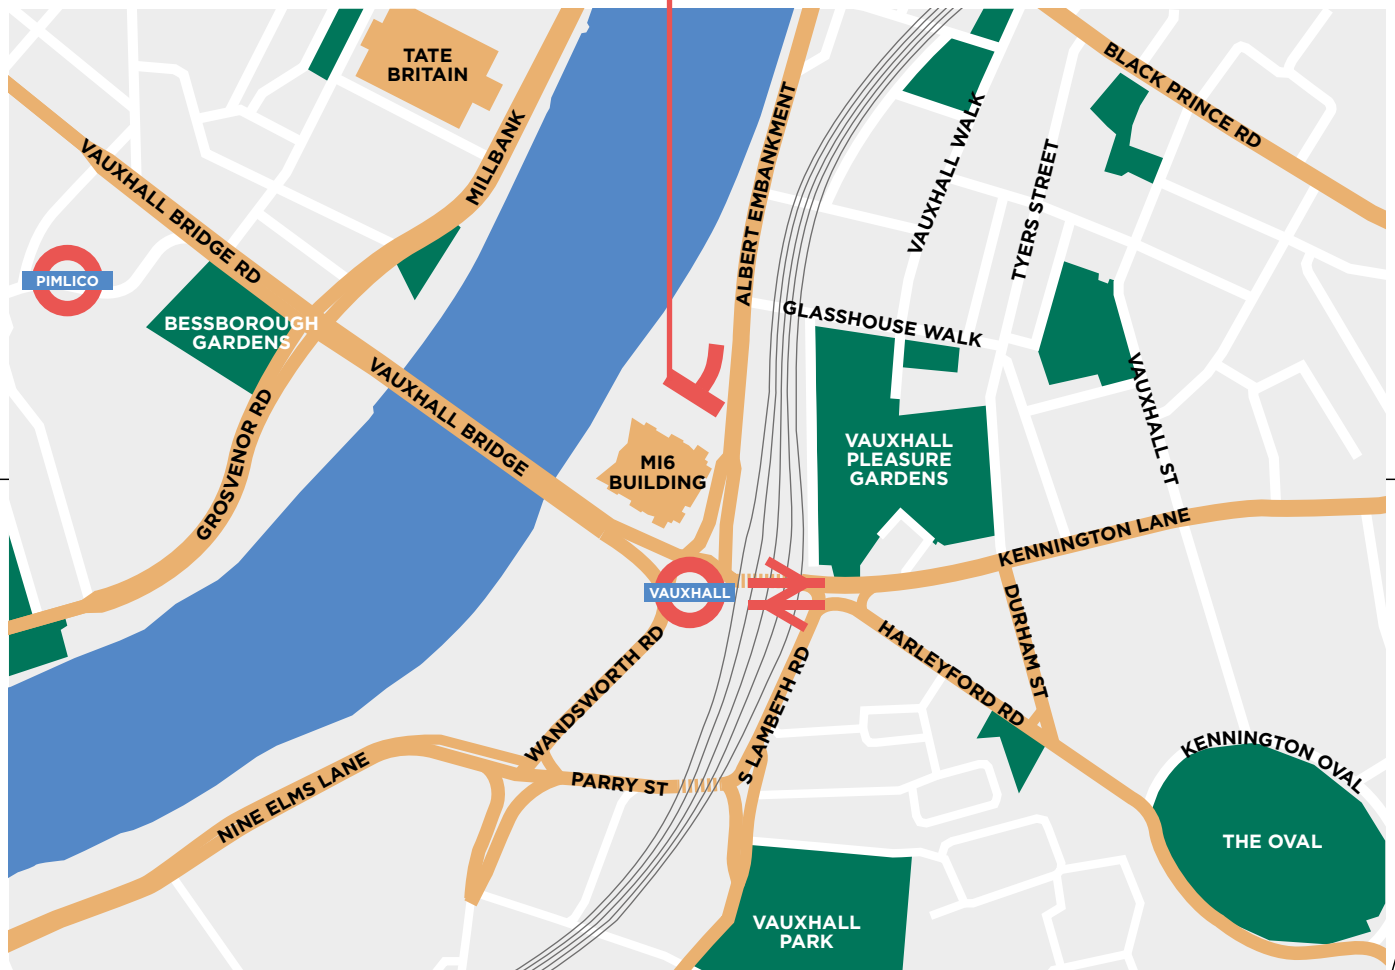 TATE
BRITAIN
BLACK PRINCE RD
MILLBANK
ALBERT EMBANKMENT
VAUXHALL WALK
VAUXHALL BRIDGE RD
TYERS STREET
PIMLICO
GLASSHOUSE WALK
BESSBOROUGH
GARDENS
VAUXHALL BRIDGE
VAUXHALL ST
GROSVENOR RD
VAUXHALL
PLEASURE
GARDENS
MI6
BUILDING
KENNINGTON LANE
VAUXHALL
DURHAM ST
HARLEYFORD RD
WANDSWORTH RD
S LAMBETH RD
KENNINGTON OVAL
PARRY ST
NINE ELMS LANE
THE OVAL
VAUXHALL
PARK